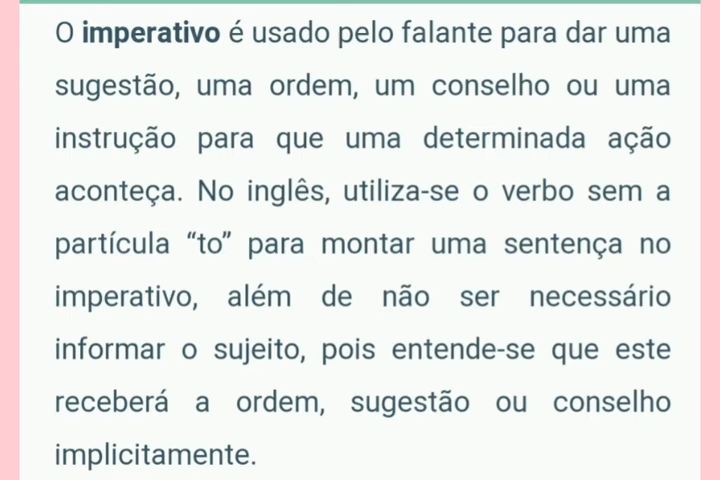 O imperativo é usado pelo falante para dar uma
sugestão, uma ordem, um conselho ou uma
instrução para que uma determinada ação
aconteça. No inglês, utiliza-se o verbo sem a
partícula “to” para montar uma sentença no
imperativo, além de não ser necessário
informar o sujeito, pois entende-se que este
receberá a ordem, sugestão ou conselho
implicitamente.